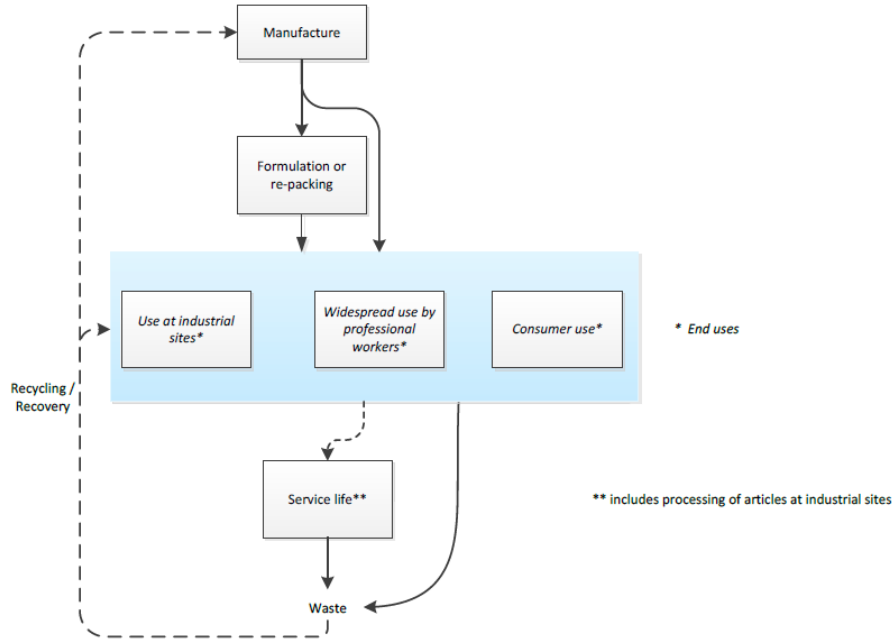 Manufacture
Formulation or
re-packing
Use at industrial
sites*
Widespread use by
professional
workers*
Consumer use*
* End uses
Recycling /
Recovery
Service life**
** includes processing of articles at industrial sites
Waste